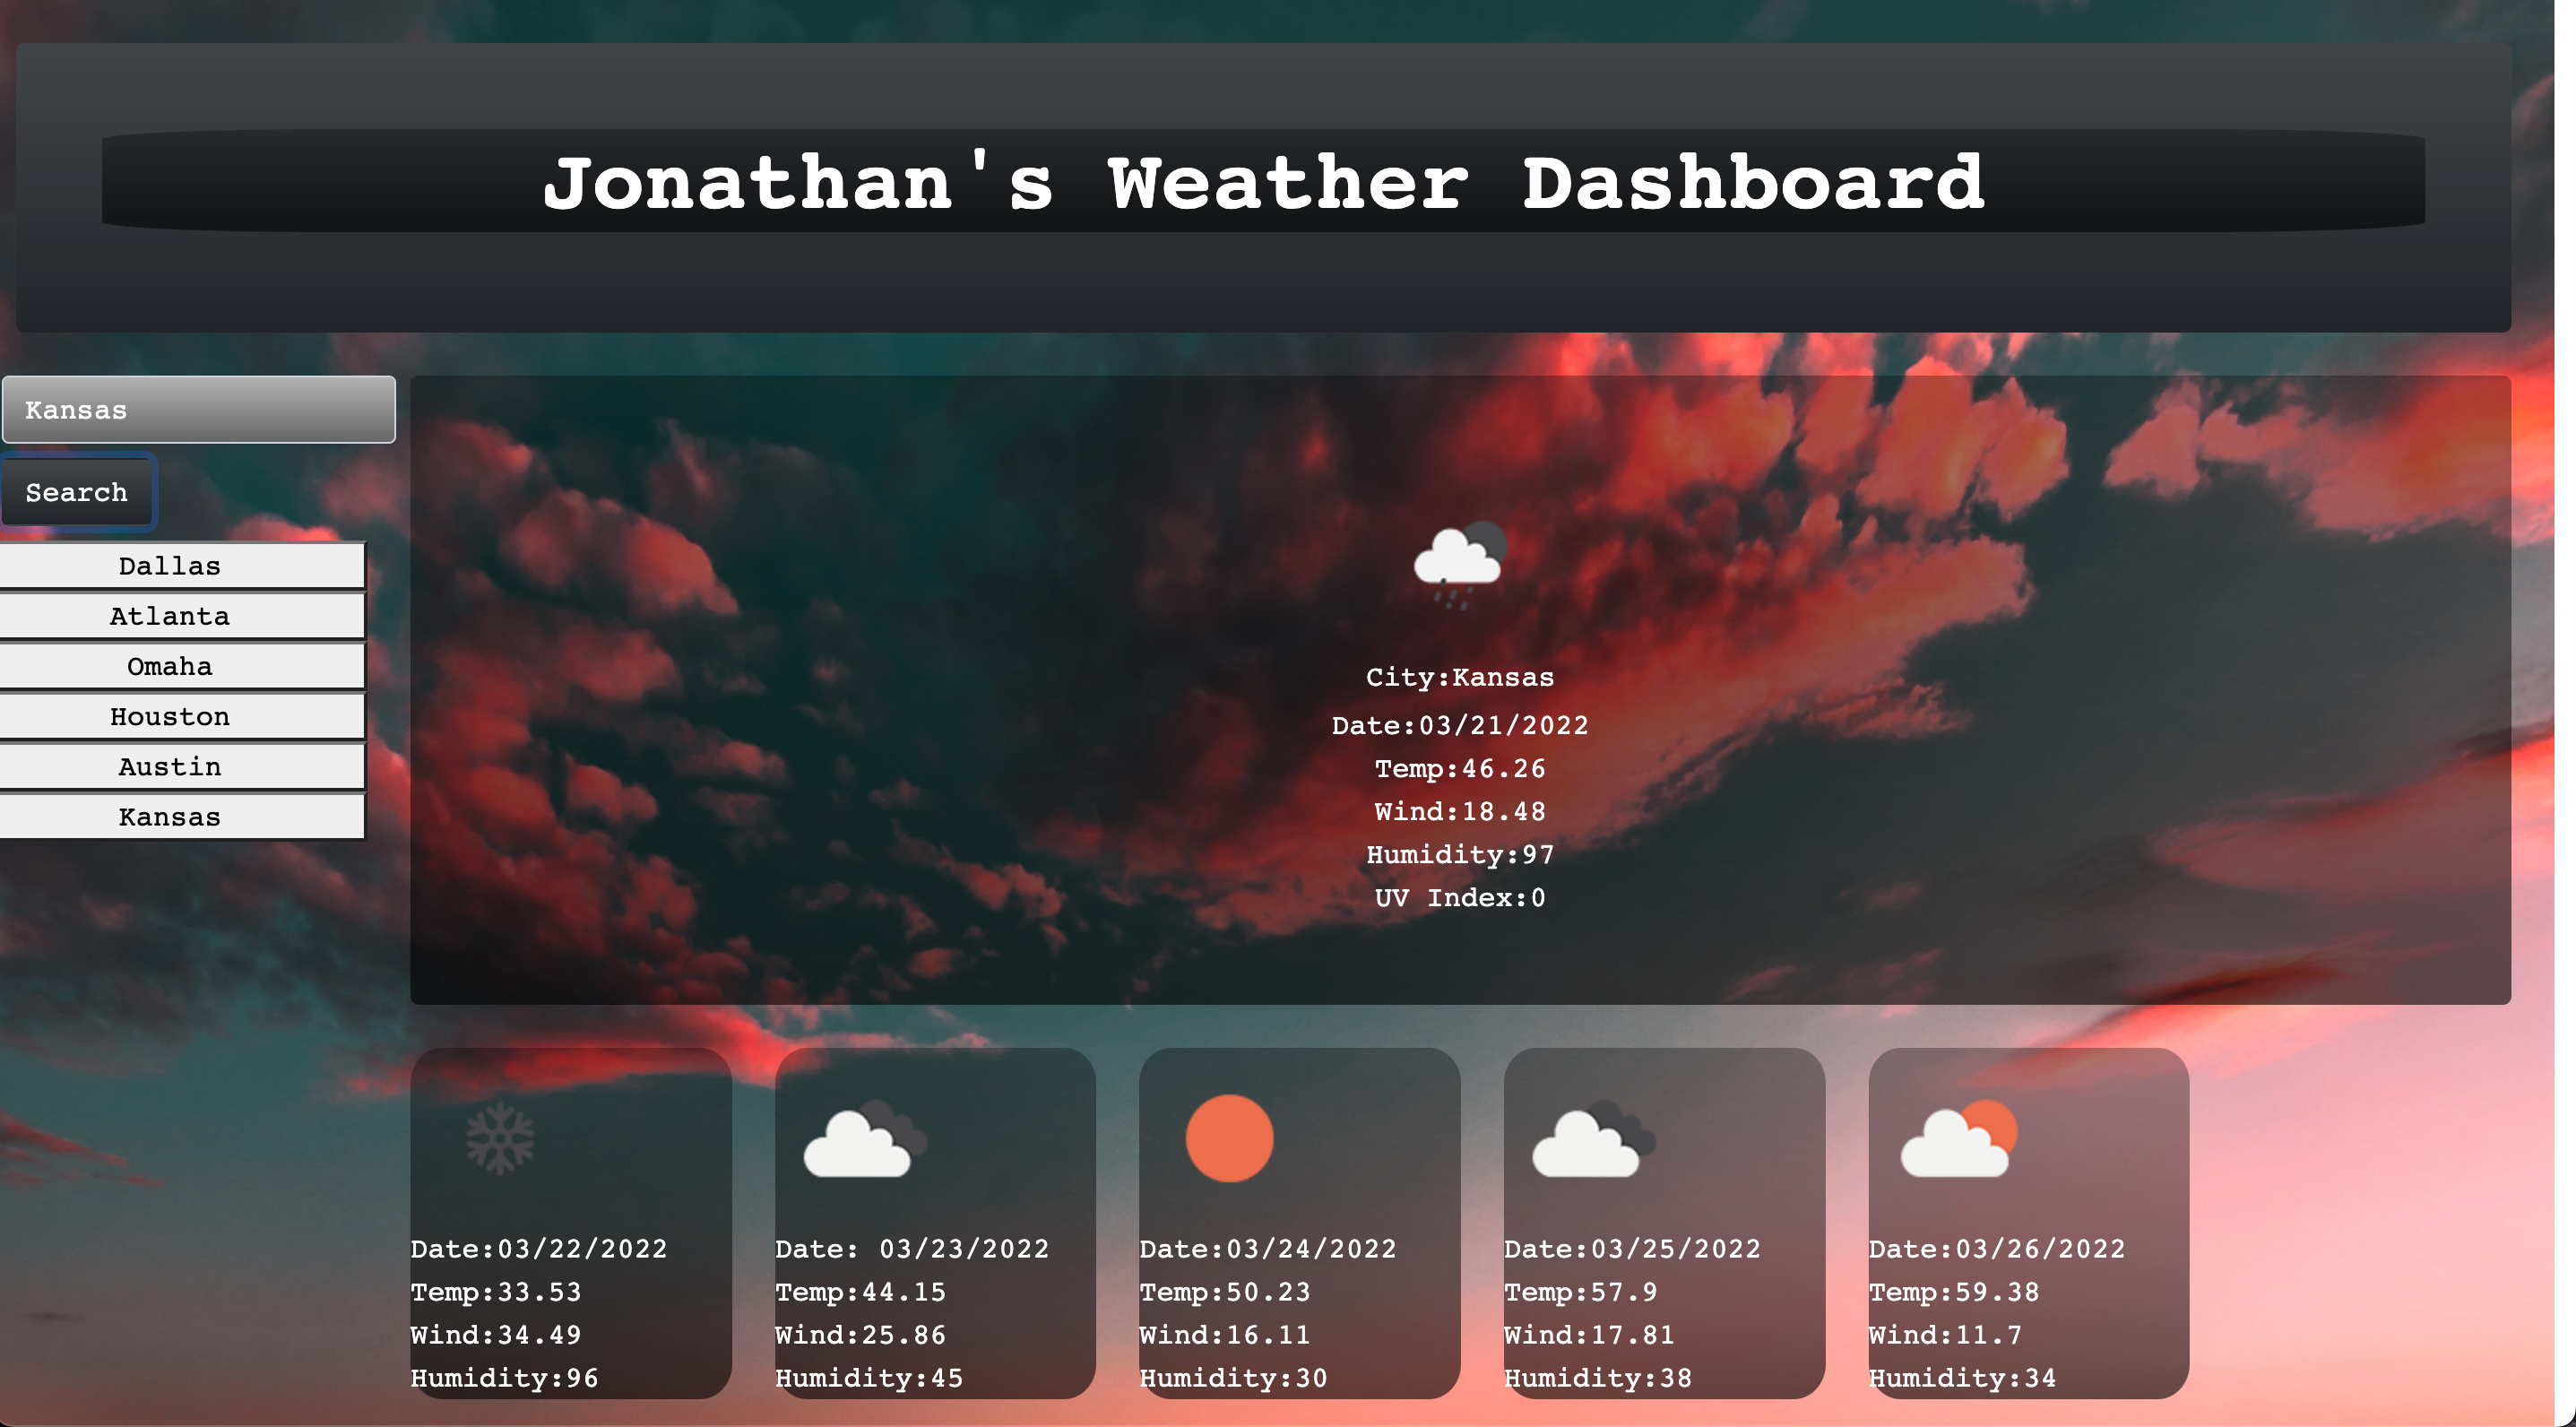 Jonathan's Weather Dashboard
Kansas
Search
Dallas
Atlanta
Omaha
Houston
Austin
Kansas
City:Kansas
Date:03/21/2022
Temp:46.26
Wind:18.48
Humidity:97
UV Index:0
Date:03/22/2022
Temp:33.53
Wind:34.49
Humidity:96
Date: 03/23/2022
Temp:44.15
Wind:25.86
Humidity:45
Date:03/24/2022
Temp:50.23
Wind:16.11
Humidity:30
Date:03/25/2022
Temp:57.9
Wind:17.81
Humidity:38
Date:03/26/2022
Temp:59.38
Wind:11.7
Humidity:34